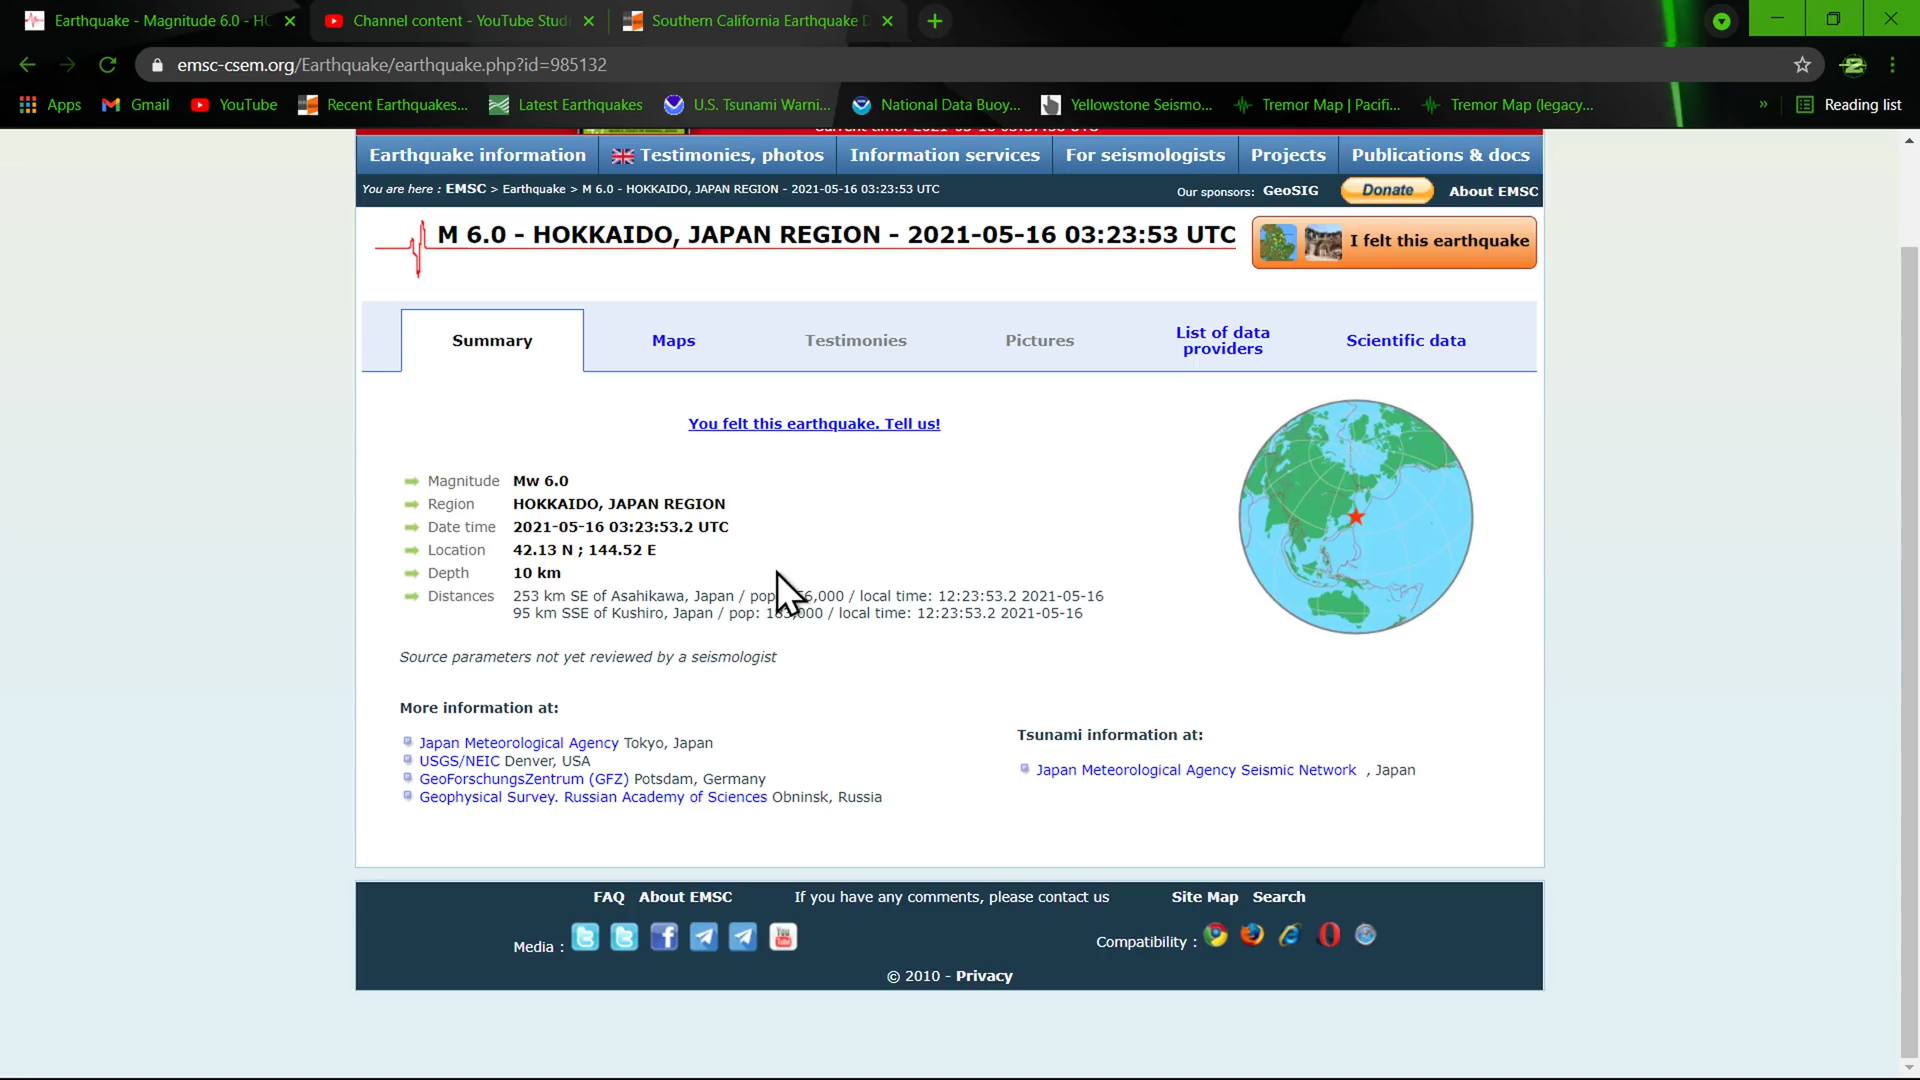 Earthquake - Magnitude 6.0 - HO
Channel content - YouTube Stud
Southern California Earthquake D
emsc-csem.org/Earthquake/earthquake.php?id=985132
Apps Gmail YouTube Recent Earthquakes... Latest Earthquakes U.S. Tsunami Warni... National Data Buoy... Yellowstone Seismo... Tremor Map | Pacifi... Tremor Map (legacy... » Reading list
Earthquake information Testimonies, photos Information services For seismologists Projects Publications & docs
You are here : EMSC > Earthquake > M 6.0 - HOKKAIDO, JAPAN REGION - 2021-05-16 03:23:53 UTC Our sponsors: GeoSIG Donate About EMSC
M 6.0 - HOKKAIDO, JAPAN REGION - 2021-05-16 03:23:53 UTC I felt this earthquake
Summary Maps Testimonies Pictures List of data providers Scientific data
You felt this earthquake. Tell us!
Magnitude Mw 6.0
Region HOKKAIDO, JAPAN REGION
Date time 2021-05-16 03:23:53.2 UTC
Location 42.13 N ; 144.52 E
Depth 10 km
Distances 253 km SE of Asahikawa, Japan / 6,000 / local time: 12:23:53.2 2021-05-16
95 km SSE of Kushiro, Japan / pop: 000 / local time: 12:23:53.2 2021-05-16
Source parameters not yet reviewed by a seismologist
More information at:
Japan Meteorological Agency Tokyo, Japan
USGS/NEIC Denver, USA
GeoForschungsZentrum (GFZ) Potsdam, Germany
Geophysical Survey. Russian Academy of Sciences Obninsk, Russia
Tsunami information at:
Japan Meteorological Agency Seismic Network , Japan
FAQ About EMSC If you have any comments, please contact us Site Map Search
Media : Compatibility :
© 2010 - Privacy